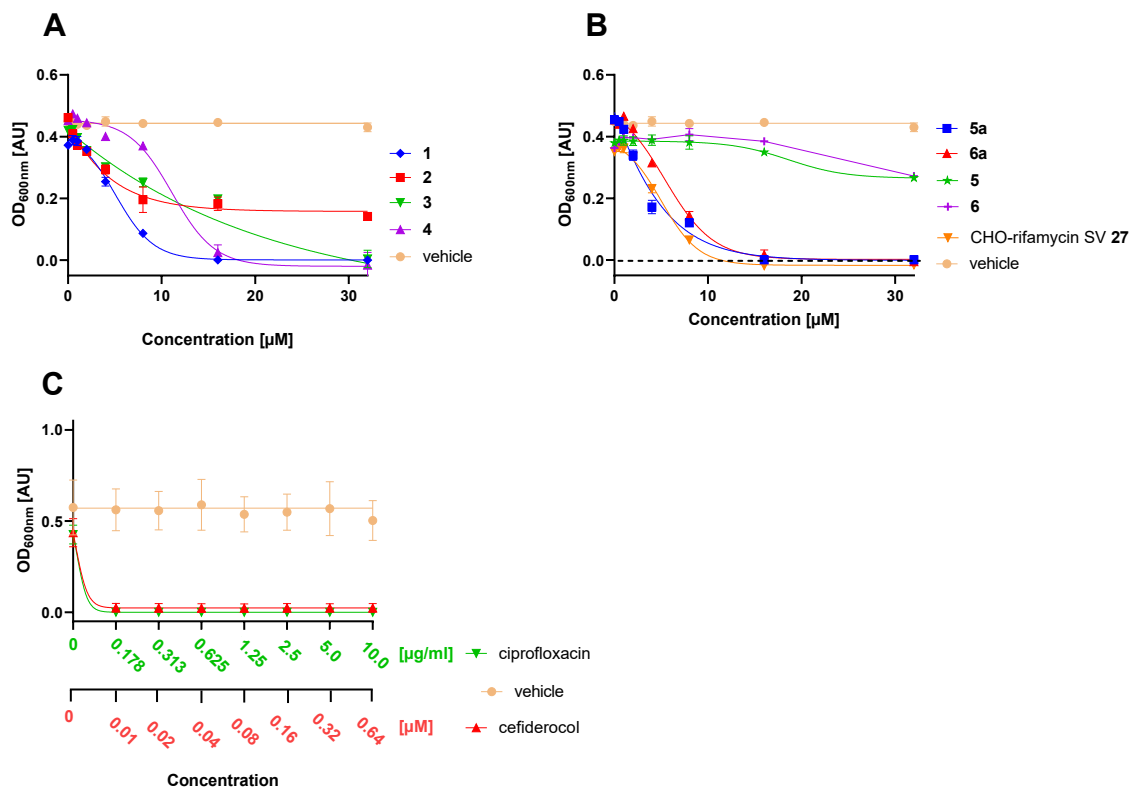 A
OD600nm [AU]
0.6
0.4
0.2
0.0
0 10 20 30
Concentration [µM]
1
2
3
4
vehicle
B
OD600nm [AU]
0.6
0.4
0.2
0.0
0 10 20 30
Concentration [µM]
5a
6a
5
6
CHO-rifamycin SV 27
vehicle
C
OD600nm [AU]
1.0
0.5
0.0
0 0.178 0.313 0.625 1.25 2.5 5.0 10.0 [µg/ml]
ciprofloxacin
vehicle
0 0.01 0.02 0.04 0.08 0.16 0.32 0.64 [µM]
cefiderocol
Concentration